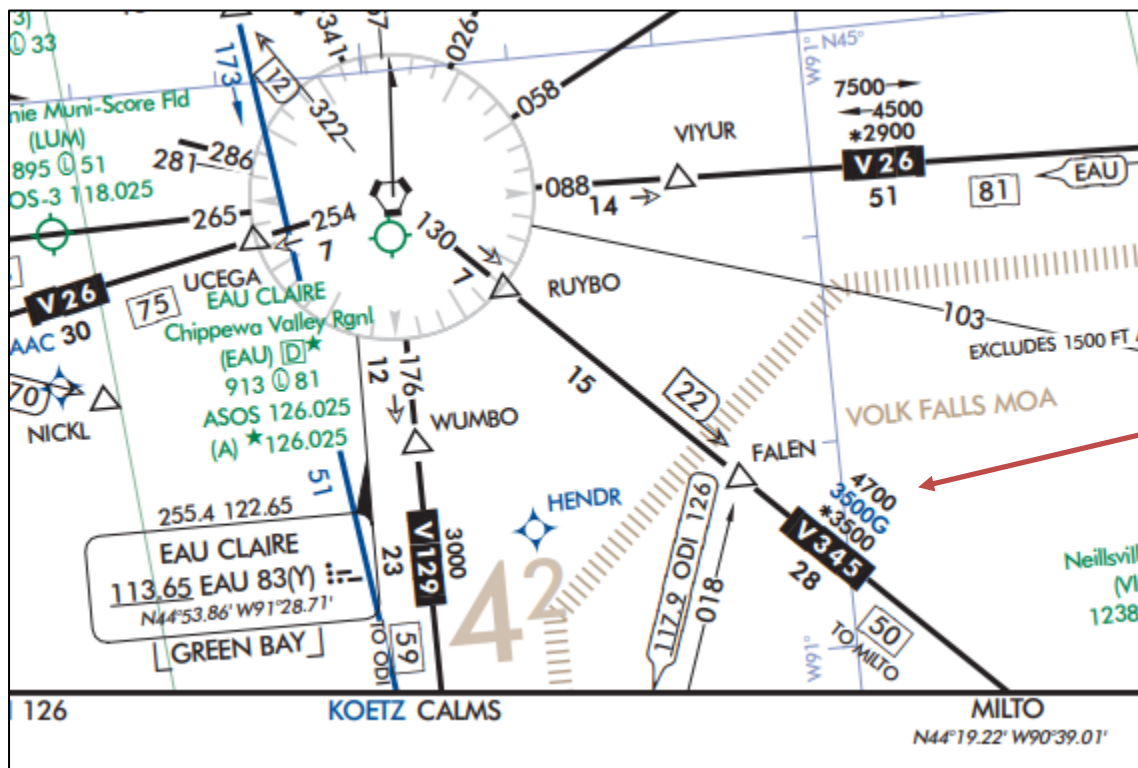 3)
Ⓛ 33
173
12
322
341
57
026
058
N45°
W91°
7500
4500
*2900
V26
51
81
EAU
VIYUR
088
14
nie Muni-Score Fld
(LUM)
895 Ⓛ 51
OS-3 118.025
281
286
265
254
7
UCEGA
V26
30
75
AAC
70)
NICKL
130
7
RUYBO
15
22
FALEN
103
EXCLUDES 1500 FT
VOLK FALLS MOA
EAU CLAIRE
Chippewa Valley Rgnl
(EAU) D★
913 Ⓛ 81
ASOS 126.025
(A) ★126.025
12
176
WUMBO
51
HENDR
4700
3500G
*3500
V345
28
50
TO MILTO
117.9 ODI 126
018
W91°
Neillsvill
(VI
1238
255.4 122.65
EAU CLAIRE
113.65 EAU 83(Y)
N44°53.86' W91°28.71'
GREEN BAY
23
V129
3000
59
TO ODI
4²
126
KOETZ
CALMS
MILTO
N44°19.22' W90°39.01'